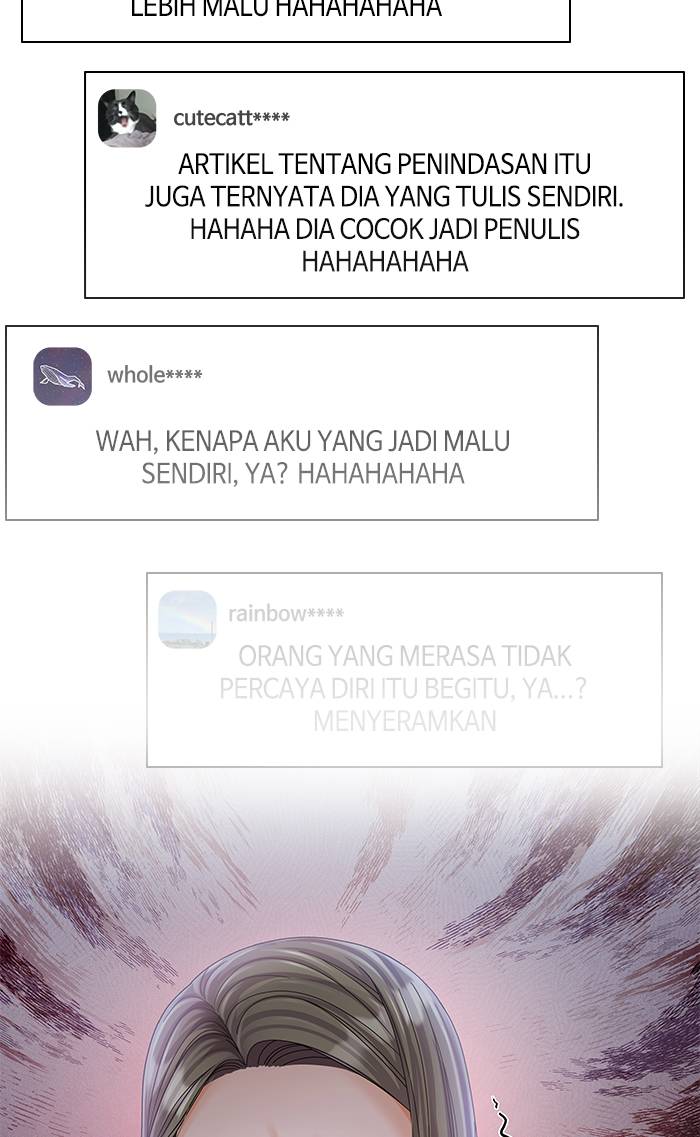 LEBIH MALU HAHAHAHAHA
cutecatt****
ARTIKEL TENTANG PENINDASAN ITU
JUGA TERNYATA DIA YANG TULIS SENDIRI.
HAHAHA DIA COCOK JADI PENULIS
HAHAHAHAHA
whole****
WAH, KENAPA AKU YANG JADI MALU
SENDIRI, YA? HAHAHAHAHA
rainbow****
ORANG YANG MERASA TIDAK
PERCAYA DIRI ITU BEGITU, YA...?
MENYERAMKAN